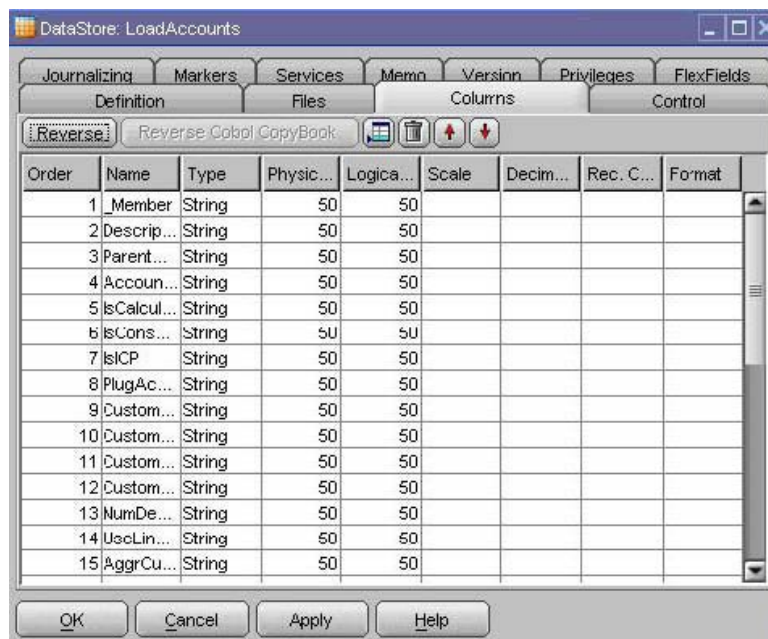 DataStore: LoadAccounts
Journalizing Markers Services Memo Version Privileges FlexFields
Definition Files Columns Control
Reverse Reverse Cobol CopyBook
Order Name Type Physic... Logica... Scale Decim... Rec. C... Format
1 _Member String 50 50
2 Descrip... String 50 50
3 Parent... String 50 50
4 Accoun... String 50 50
5 IsCalcul... String 50 50
6 IsCons... String 50 50
7 IsICP String 50 50
8 PlugAc... String 50 50
9 Custom... String 50 50
10 Custom... String 50 50
11 Custom... String 50 50
12 Custom... String 50 50
13 NumDe... String 50 50
14 UseLin... String 50 50
15 AggrCu... String 50 50
OK Cancel Apply Help